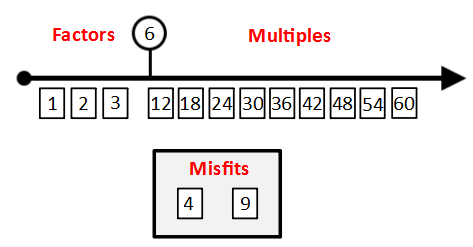 Factors 6 Multiples
1 2 3 12 18 24 30 36 42 48 54 60
Misfits
4 9